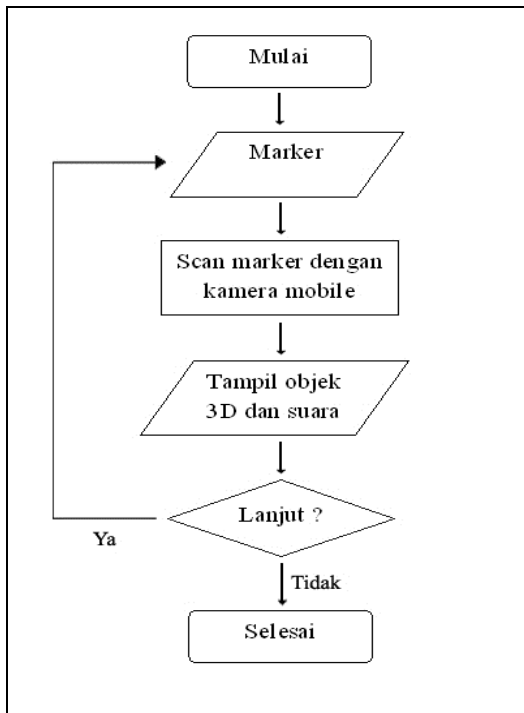 Mulai
Marker
Scan marker dengan
kamera mobile
Tampil objek
3D dan suara
Lanjut ?
Ya
Tidak
Selesai